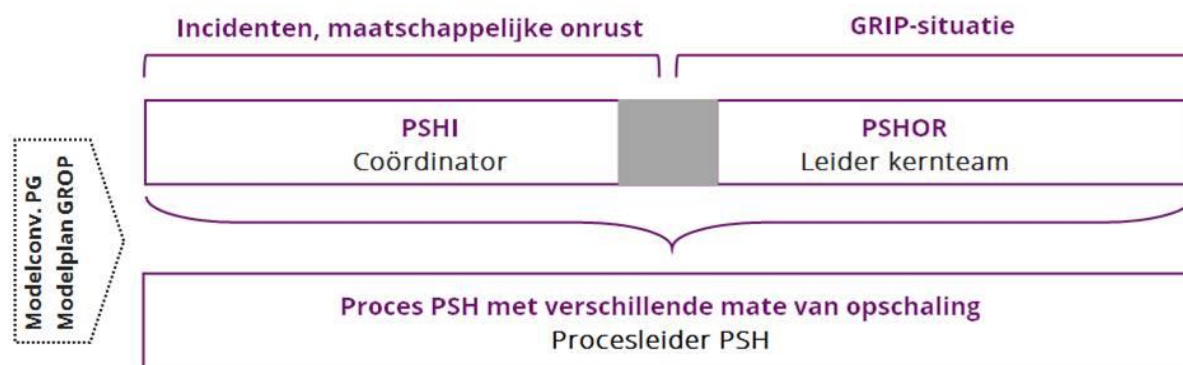 Incidenten, maatschappelijke onrust
GRIP-situatie
PSHI
Coördinator
PSHOR
Leider kernteam
Modelconv. PG
Modelplan GROP
Proces PSH met verschillende mate van opschaling
Procesleider PSH